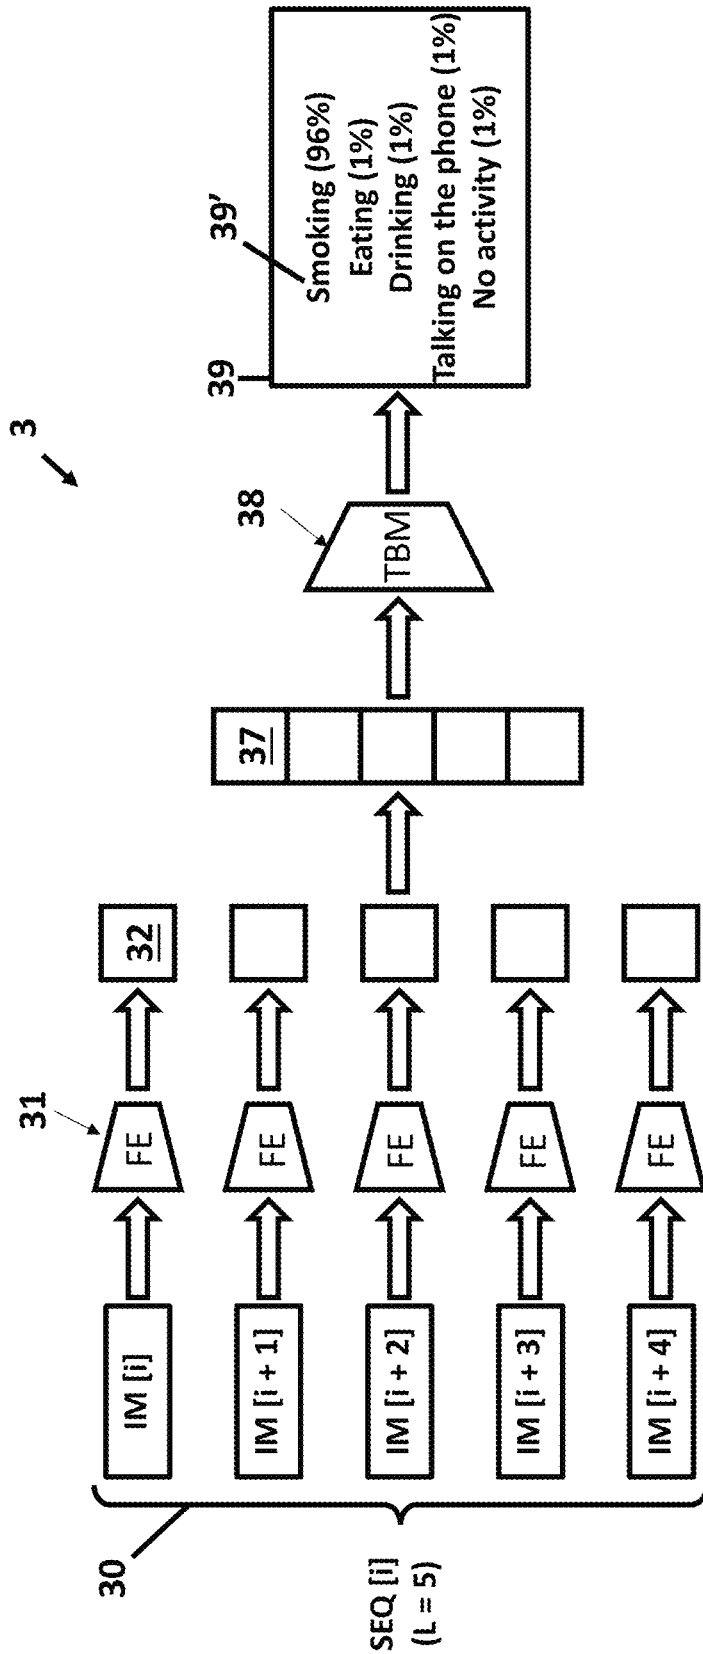 3
30
SEQ [i]
(L = 5)
IM [i]
IM [i + 1]
IM [i + 2]
IM [i + 3]
IM [i + 4]
31
FE
FE
FE
FE
FE
32
37
38
TBM
39
39'
Smoking (96%)
Eating (1%)
Drinking (1%)
Talking on the phone (1%)
No activity (1%)